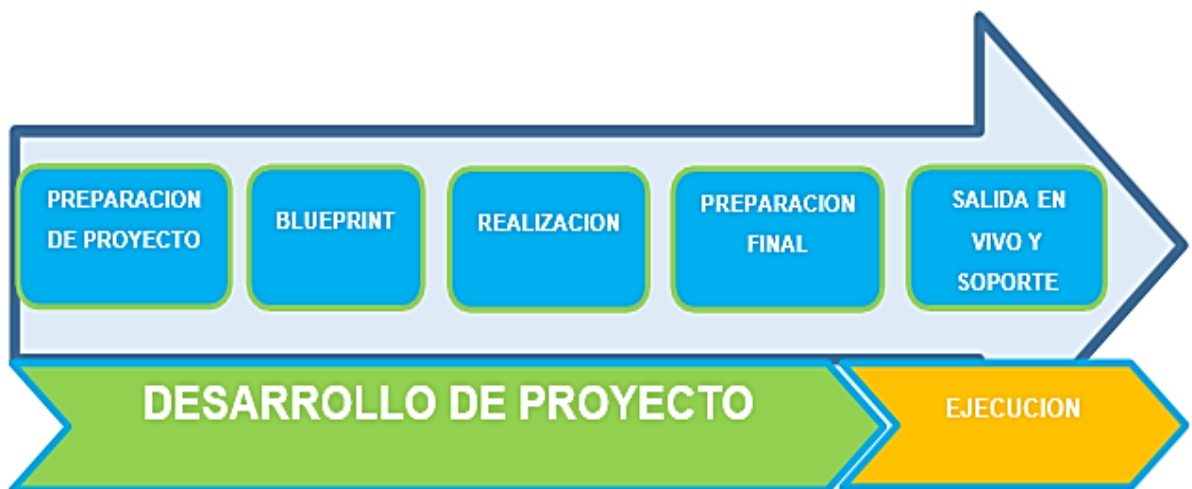 PREPARACION
DE PROYECTO
BLUEPRINT
REALIZACION
PREPARACION
FINAL
SALIDA EN
VIVO Y
SOPORTE
DESARROLLO DE PROYECTO
EJECUCION